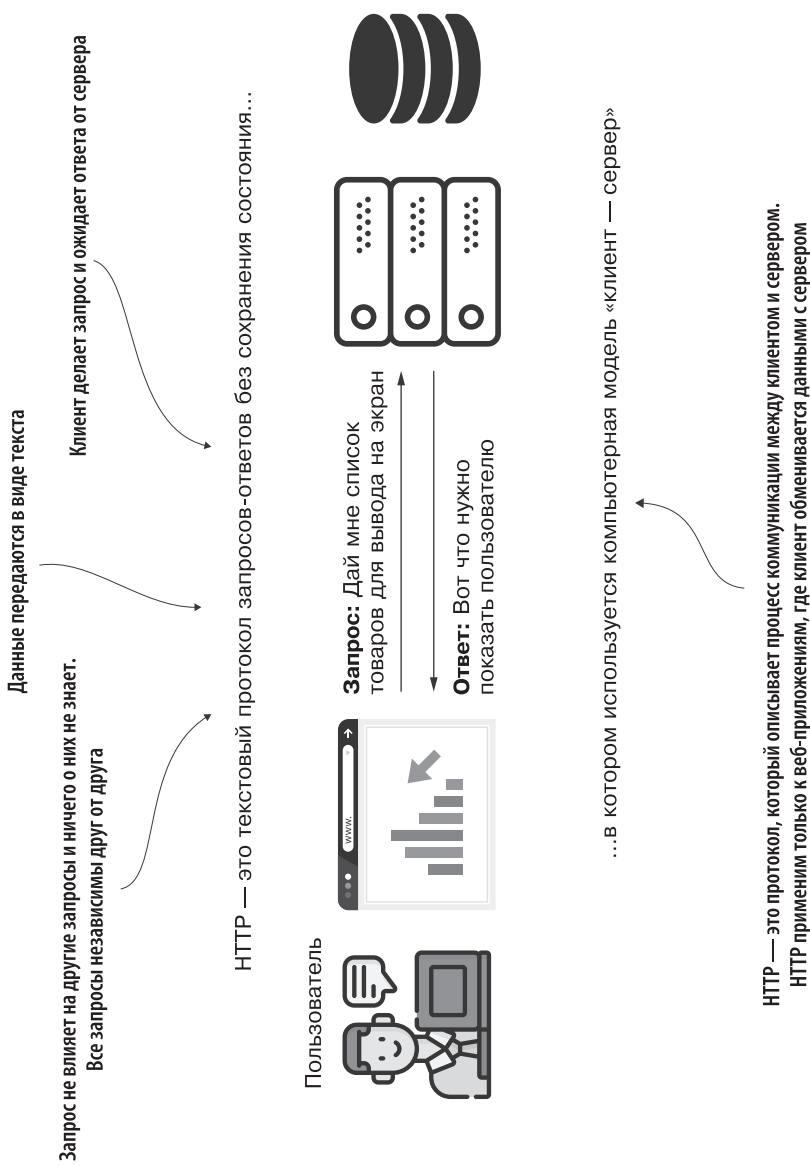 Данные передаются в виде текста
Запрос не влияет на другие запросы и ничего о них не знает.
Все запросы независимы друг от друга
Клиент делает запрос и ожидает ответа от сервера
HTTP — это текстовый протокол запросов-ответов без сохранения состояния...
Пользователь
www.
Запрос: Дай мне список
товаров для вывода на экран
Ответ: Вот что нужно
показать пользователю
...в котором используется компьютерная модель «клиент — сервер»
HTTP — это протокол, который описывает процесс коммуникации между клиентом и сервером.
HTTP применим только к веб-приложениям, где клиент обменивается данными с сервером